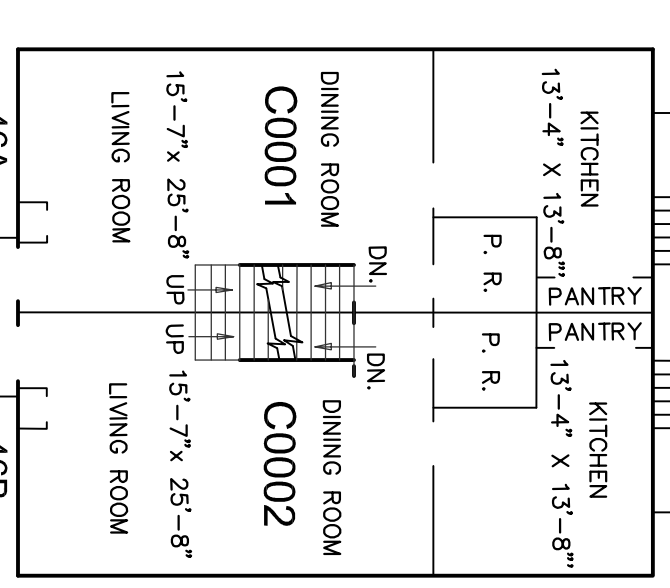 KITCHEN
13'-4" X 13'-8"
PANTRY
P. R.
DN.
DINING ROOM
C0001
UP
15'-7"x 25'-8"
LIVING ROOM
KITCHEN
13'-4" X 13'-8"
PANTRY
P. R.
DN.
DINING ROOM
C0002
UP
15'-7"x 25'-8"
LIVING ROOM